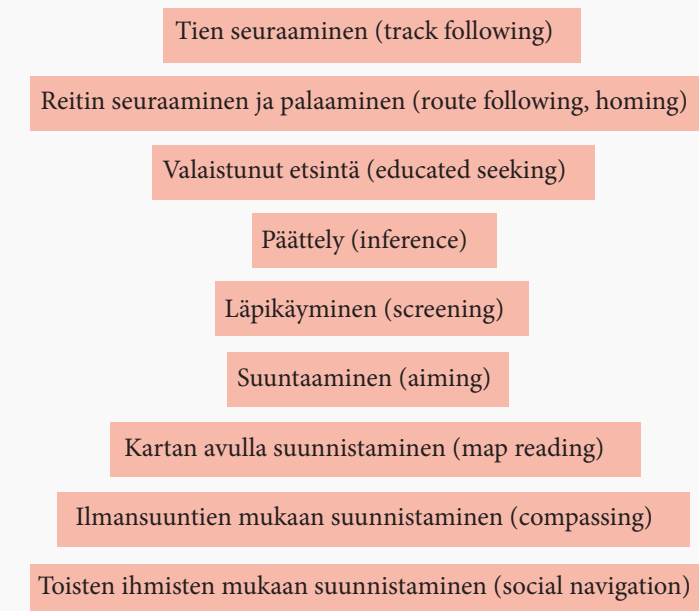 Tien seuraaminen (track following)
Reitin seuraaminen ja palaaminen (route following, homing)
Valaistunut etsintä (educated seeking)
Päättely (inference)
Läpikäyminen (screening)
Suuntaaminen (aiming)
Kartan avulla suunnistaminen (map reading)
Ilmansuuntien mukaan suunnistaminen (compassing)
Toisten ihmisten mukaan suunnistaminen (social navigation)